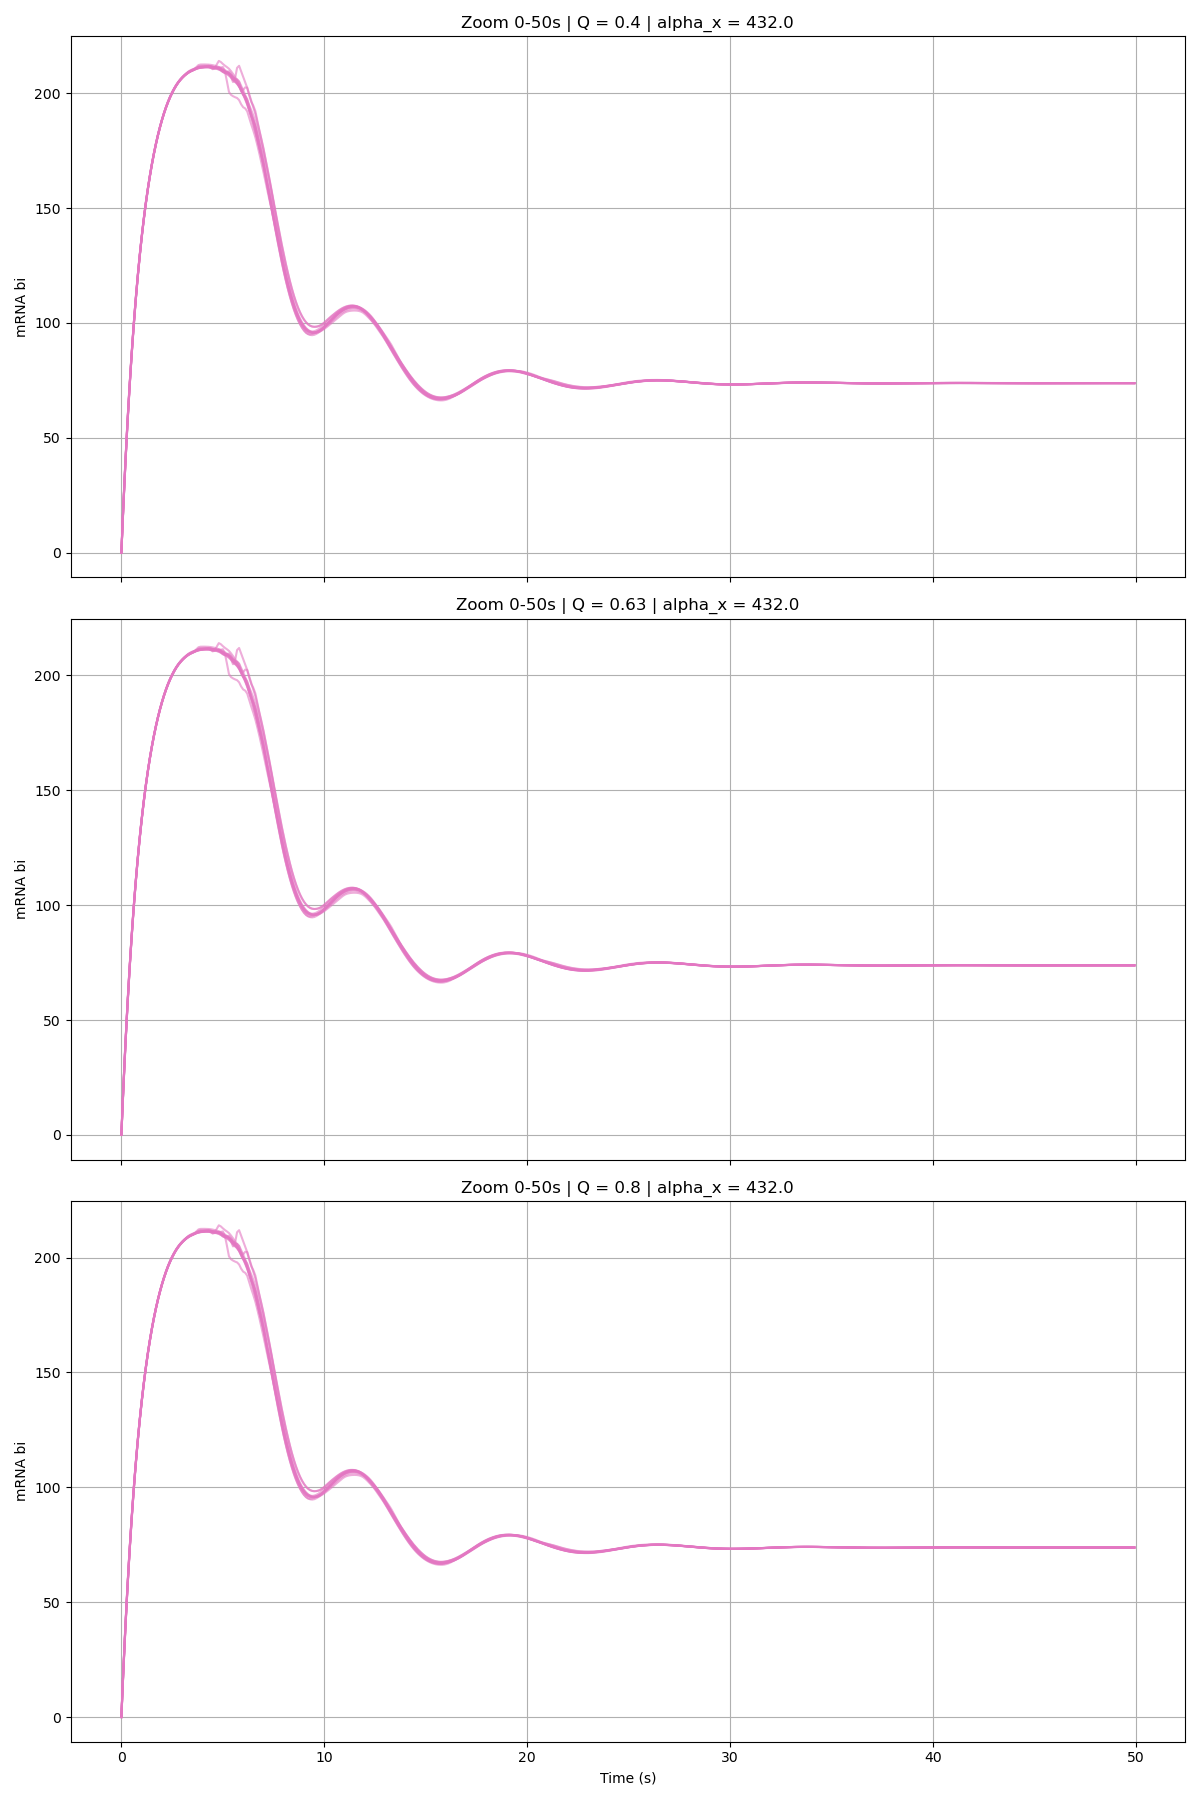 Zoom 0-50s | Q = 0.4 | alpha_x = 432.0
200
150
100
50
0
mRNA bi
Zoom 0-50s | Q = 0.63 | alpha_x = 432.0
200
150
100
50
0
mRNA bi
Zoom 0-50s | Q = 0.8 | alpha_x = 432.0
200
150
100
50
0
mRNA bi
0 10 20 30 40 50
Time (s)